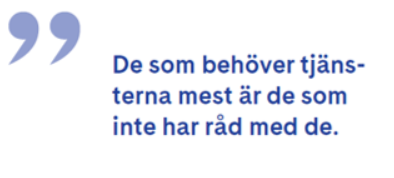 ”
De som behöver tjäns-
terna mest är de som
inte har råd med de.